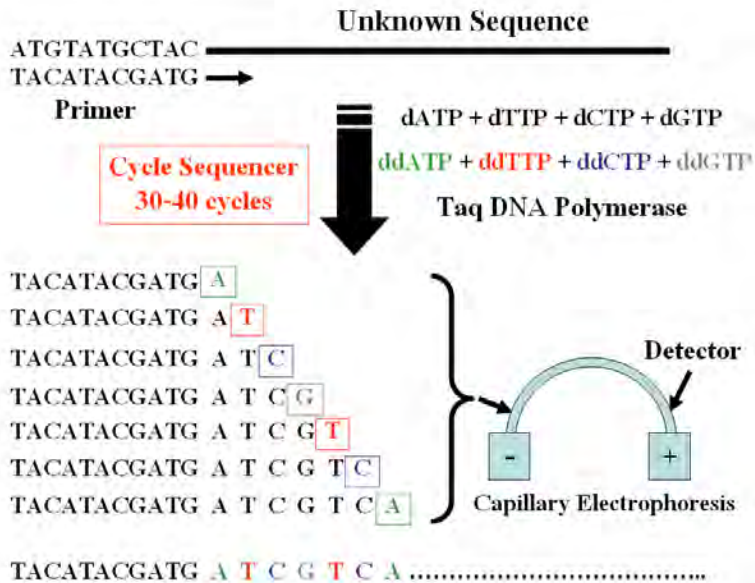 Unknown Sequence
ATGTATGCTAC
TACATACGATG
Primer
dATP + dTTP + dCTP + dGTP
Cycle Sequencer
30-40 cycles
ddATP + ddTTP + ddCTP + ddGTP
Taq DNA Polymerase
TACATACGATG A
TACATACGATG A T
TACATACGATG A T C
TACATACGATG A T C G
TACATACGATG A T C G T
TACATACGATG A T C G T C
TACATACGATG A T C G T C A
Detector
- +
Capillary Electrophoresis
TACATACGATG A T C G T C A .......................................